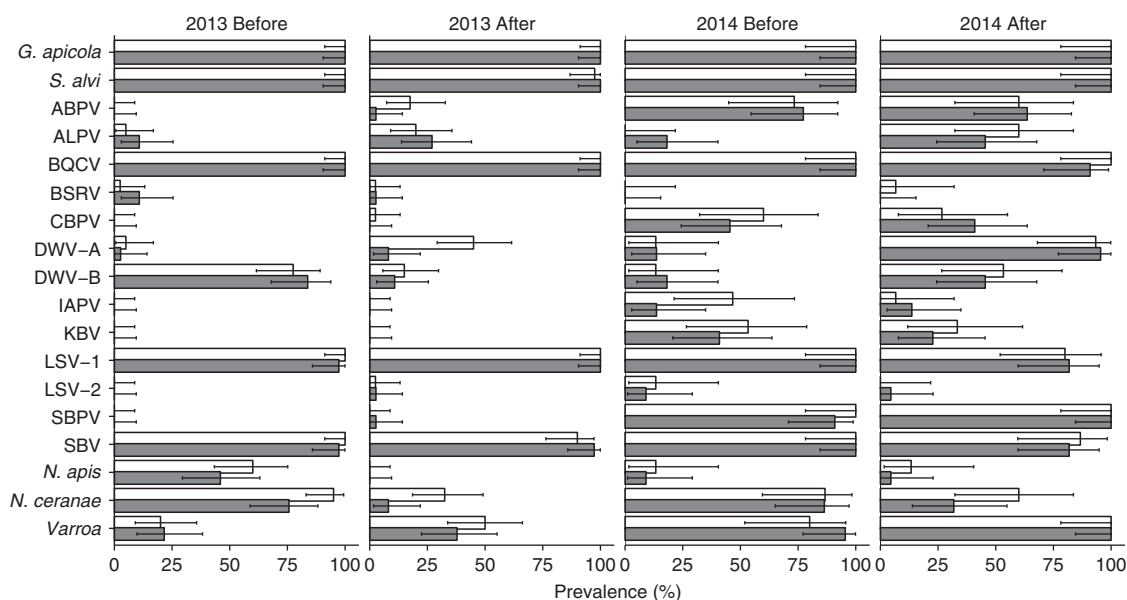 2013 Before 2013 After 2014 Before 2014 After
G. apicola
S. alvi
ABPV
ALPV
BQCV
BSRV
CBPV
DWV–A
DWV–B
IAPV
KBV
LSV–1
LSV–2
SBPV
SBV
N. apis
N. ceranae
Varroa
0 25 50 75 100 0 25 50 75 100 0 25 50 75 100 0 25 50 75 100
Prevalence (%)